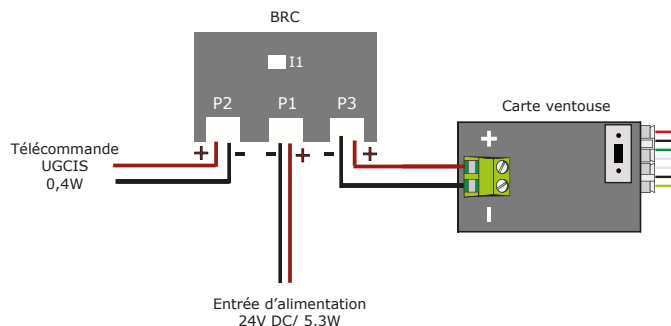 BRC
I1
P2 P1 P3
Carte ventouse
+
+ - - + - +
Télécommande
UGCIS
0,4W
-
Entrée d’alimentation
24V DC/ 5.3W